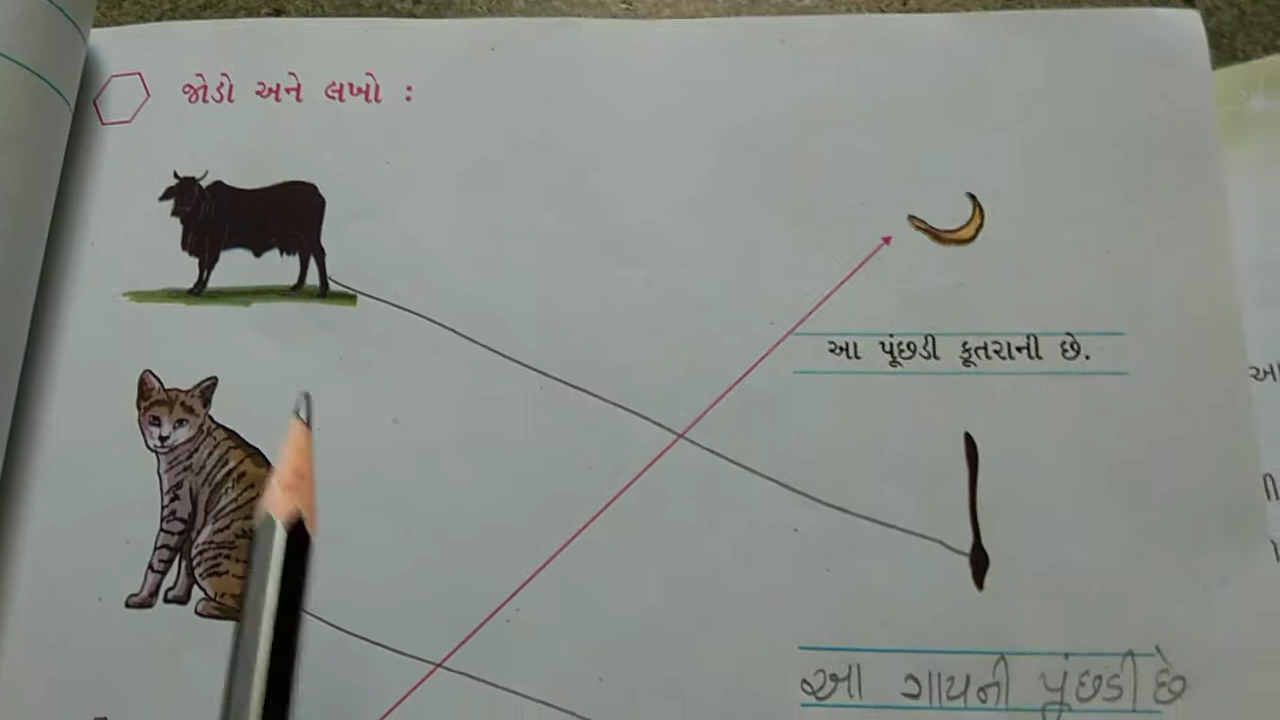 જોડો અને લખો :
આ પૂંછડી કૂતરાની છે.
આ ગાયની પૂંછડી છે